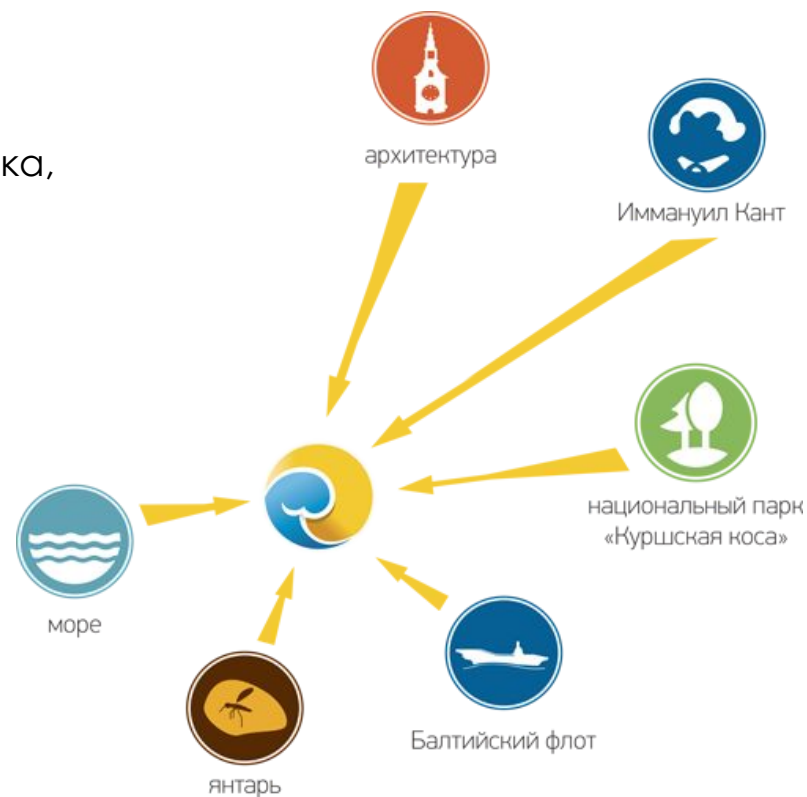 архитектура
ка,
Иммануил Кант
национальный парк
«Куршская коса»
море
Балтийский флот
янтарь